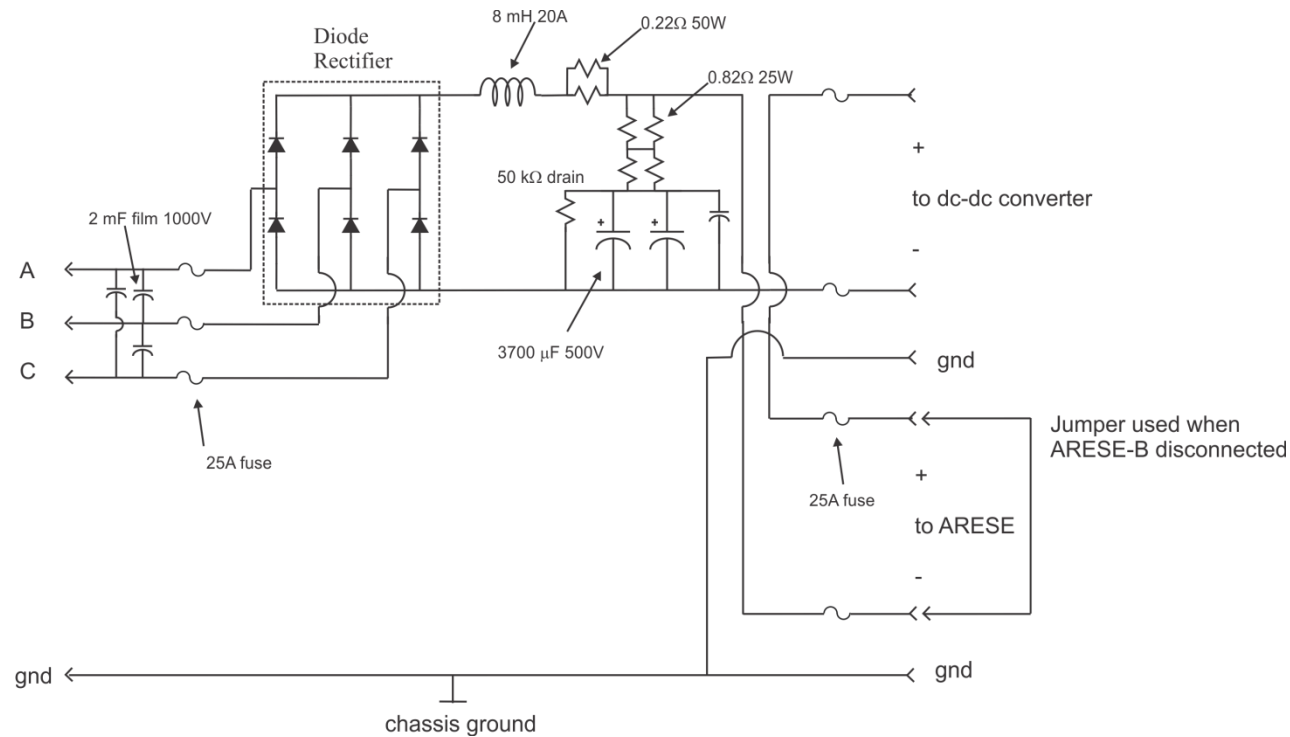 8 mH 20A
0.22Ω 50W
Diode
Rectifier
0.82Ω 25W
+
50 kΩ drain
to dc-dc converter
2 mF film 1000V
+
+
-
A
B
3700 μF 500V
gnd
C
Jumper used when
ARESE-B disconnected
25A fuse
+
25A fuse
to ARESE
-
gnd
gnd
chassis ground